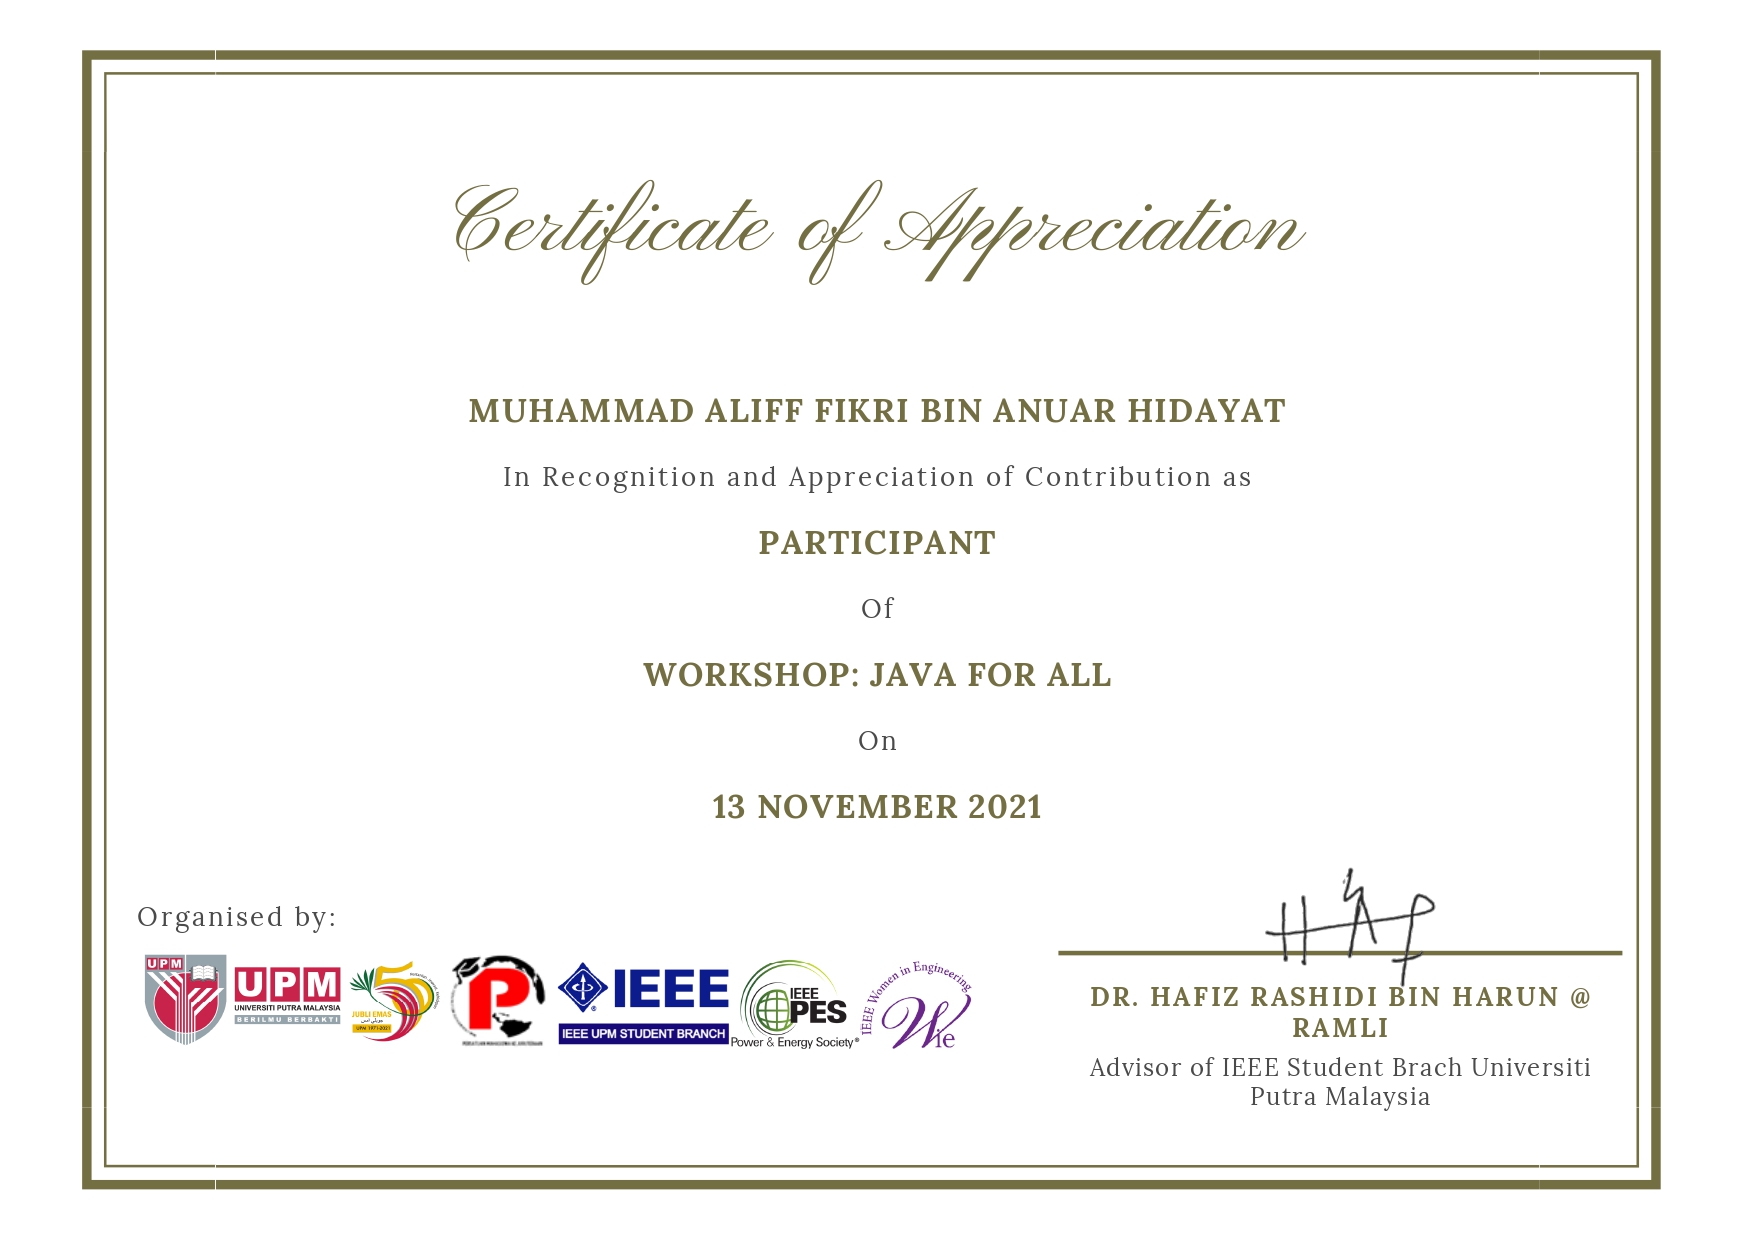 Certificate of Appreciation
MUHAMMAD ALIFF FIKRI BIN ANUAR HIDAYAT
In Recognition and Appreciation of Contribution as
PARTICIPANT
Of
WORKSHOP: JAVA FOR ALL
On
13 NOVEMBER 2021
Organised by:
UPM
UPM
UNIVERSITI PUTRA MALAYSIA
BERILMU BERBAKTI
JUBLI EMAS
UPM 1971-2021
P
IEEE
IEEE UPM STUDENT BRANCH
IEEE
PES
Power & Energy Society®
IEEE Women in Engineering
Wie
DR. HAFIZ RASHIDI BIN HARUN @
RAMLI
Advisor of IEEE Student Brach Universiti
Putra Malaysia